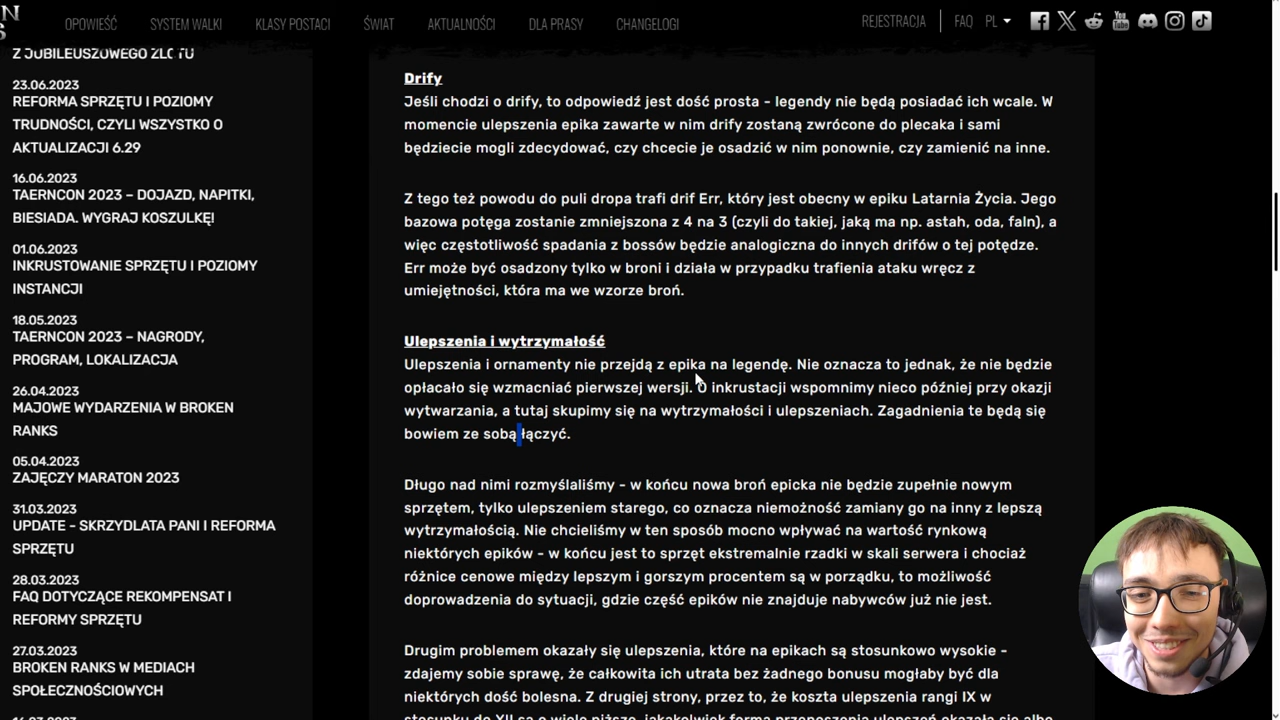 N
S
OPOWIEŚĆ SYSTEM WALKI KLASY POSTACI ŚWIAT AKTUALNOŚCI DLA PRASY CHANGELOGI REJESTRACJA FAQ PL
Z JUBILEUSZOWEGO ZLOTU
23.06.2023
REFORMA SPRZĘTU I POZIOMY
TRUDNOŚCI, CZYLI WSZYSTKO O
AKTUALIZACJI 6.29
16.06.2023
TAERNCON 2023 – DOJAZD, NAPITKI,
BIESIADA. WYGRAJ KOSZULKĘ!
01.06.2023
INKRUSTOWANIE SPRZĘTU I POZIOMY
INSTANCJI
18.05.2023
TAERNCON 2023 – NAGRODY,
PROGRAM, LOKALIZACJA
26.04.2023
MAJOWE WYDARZENIA W BROKEN
RANKS
05.04.2023
ZAJĘCZY MARATON 2023
31.03.2023
UPDATE - SKRZYDLATA PANI I REFORMA
SPRZĘTU
28.03.2023
FAQ DOTYCZĄCE REKOMPENSAT I
REFORMY SPRZĘTU
27.03.2023
BROKEN RANKS W MEDIACH
SPOŁECZNOŚCIOWYCH
Drify
Jeśli chodzi o drify, to odpowiedź jest dość prosta - legendy nie będą posiadać ich wcale. W
momencie ulepszenia epika zawarte w nim drify zostaną zwrócone do plecaka i sami
będziecie mogli zdecydować, czy chcecie je osadzić w nim ponownie, czy zamienić na inne.
Z tego też powodu do puli dropa trafi drif Err, który jest obecny w epiku Latarnia Życia. Jego
bazowa potęga zostanie zmniejszona z 4 na 3 (czyli do takiej, jaką ma np. astah, oda, faln), a
więc częstotliwość spadania z bossów będzie analogiczna do innych drifów o tej potędze.
Err może być osadzony tylko w broni i działa w przypadku trafienia ataku wręcz z
umiejętności, która ma we wzorze broń.
Ulepszenia i wytrzymałość
Ulepszenia i ornamenty nie przejdą z epika na legendę. Nie oznacza to jednak, że nie będzie
opłacało się wzmacniać pierwszej wersji. O inkrustacji wspomnimy nieco później przy okazji
wytwarzania, a tutaj skupimy się na wytrzymałości i ulepszeniach. Zagadnienia te będą się
bowiem ze sobą łączyć.
Długo nad nimi rozmyślaliśmy - w końcu nowa broń epicka nie będzie zupełnie nowym
sprzętem, tylko ulepszeniem starego, co oznacza niemożność zamiany go na inny z lepszą
wytrzymałością. Nie chcieliśmy w ten sposób mocno wpływać na wartość rynkową
niektórych epików - w końcu jest to sprzęt ekstremalnie rzadki w skali serwera i chociaż
różnice cenowe między lepszym i gorszym procentem są w porządku, to możliwość
doprowadzenia do sytuacji, gdzie część epików nie znajduje nabywców już nie jest.
Drugim problemem okazały się ulepszenia, które na epikach są stosunkowo wysokie -
zdajemy sobie sprawę, że całkowita ich utrata bez żadnego bonusu mogłaby być dla
niektórych dość bolesna. Z drugiej strony, przez to, że koszta ulepszenia rangi IX w
stosunku do XII są o wiele niższe, jakakolwiek forma przenoszenia ulepszeń okazała się albo